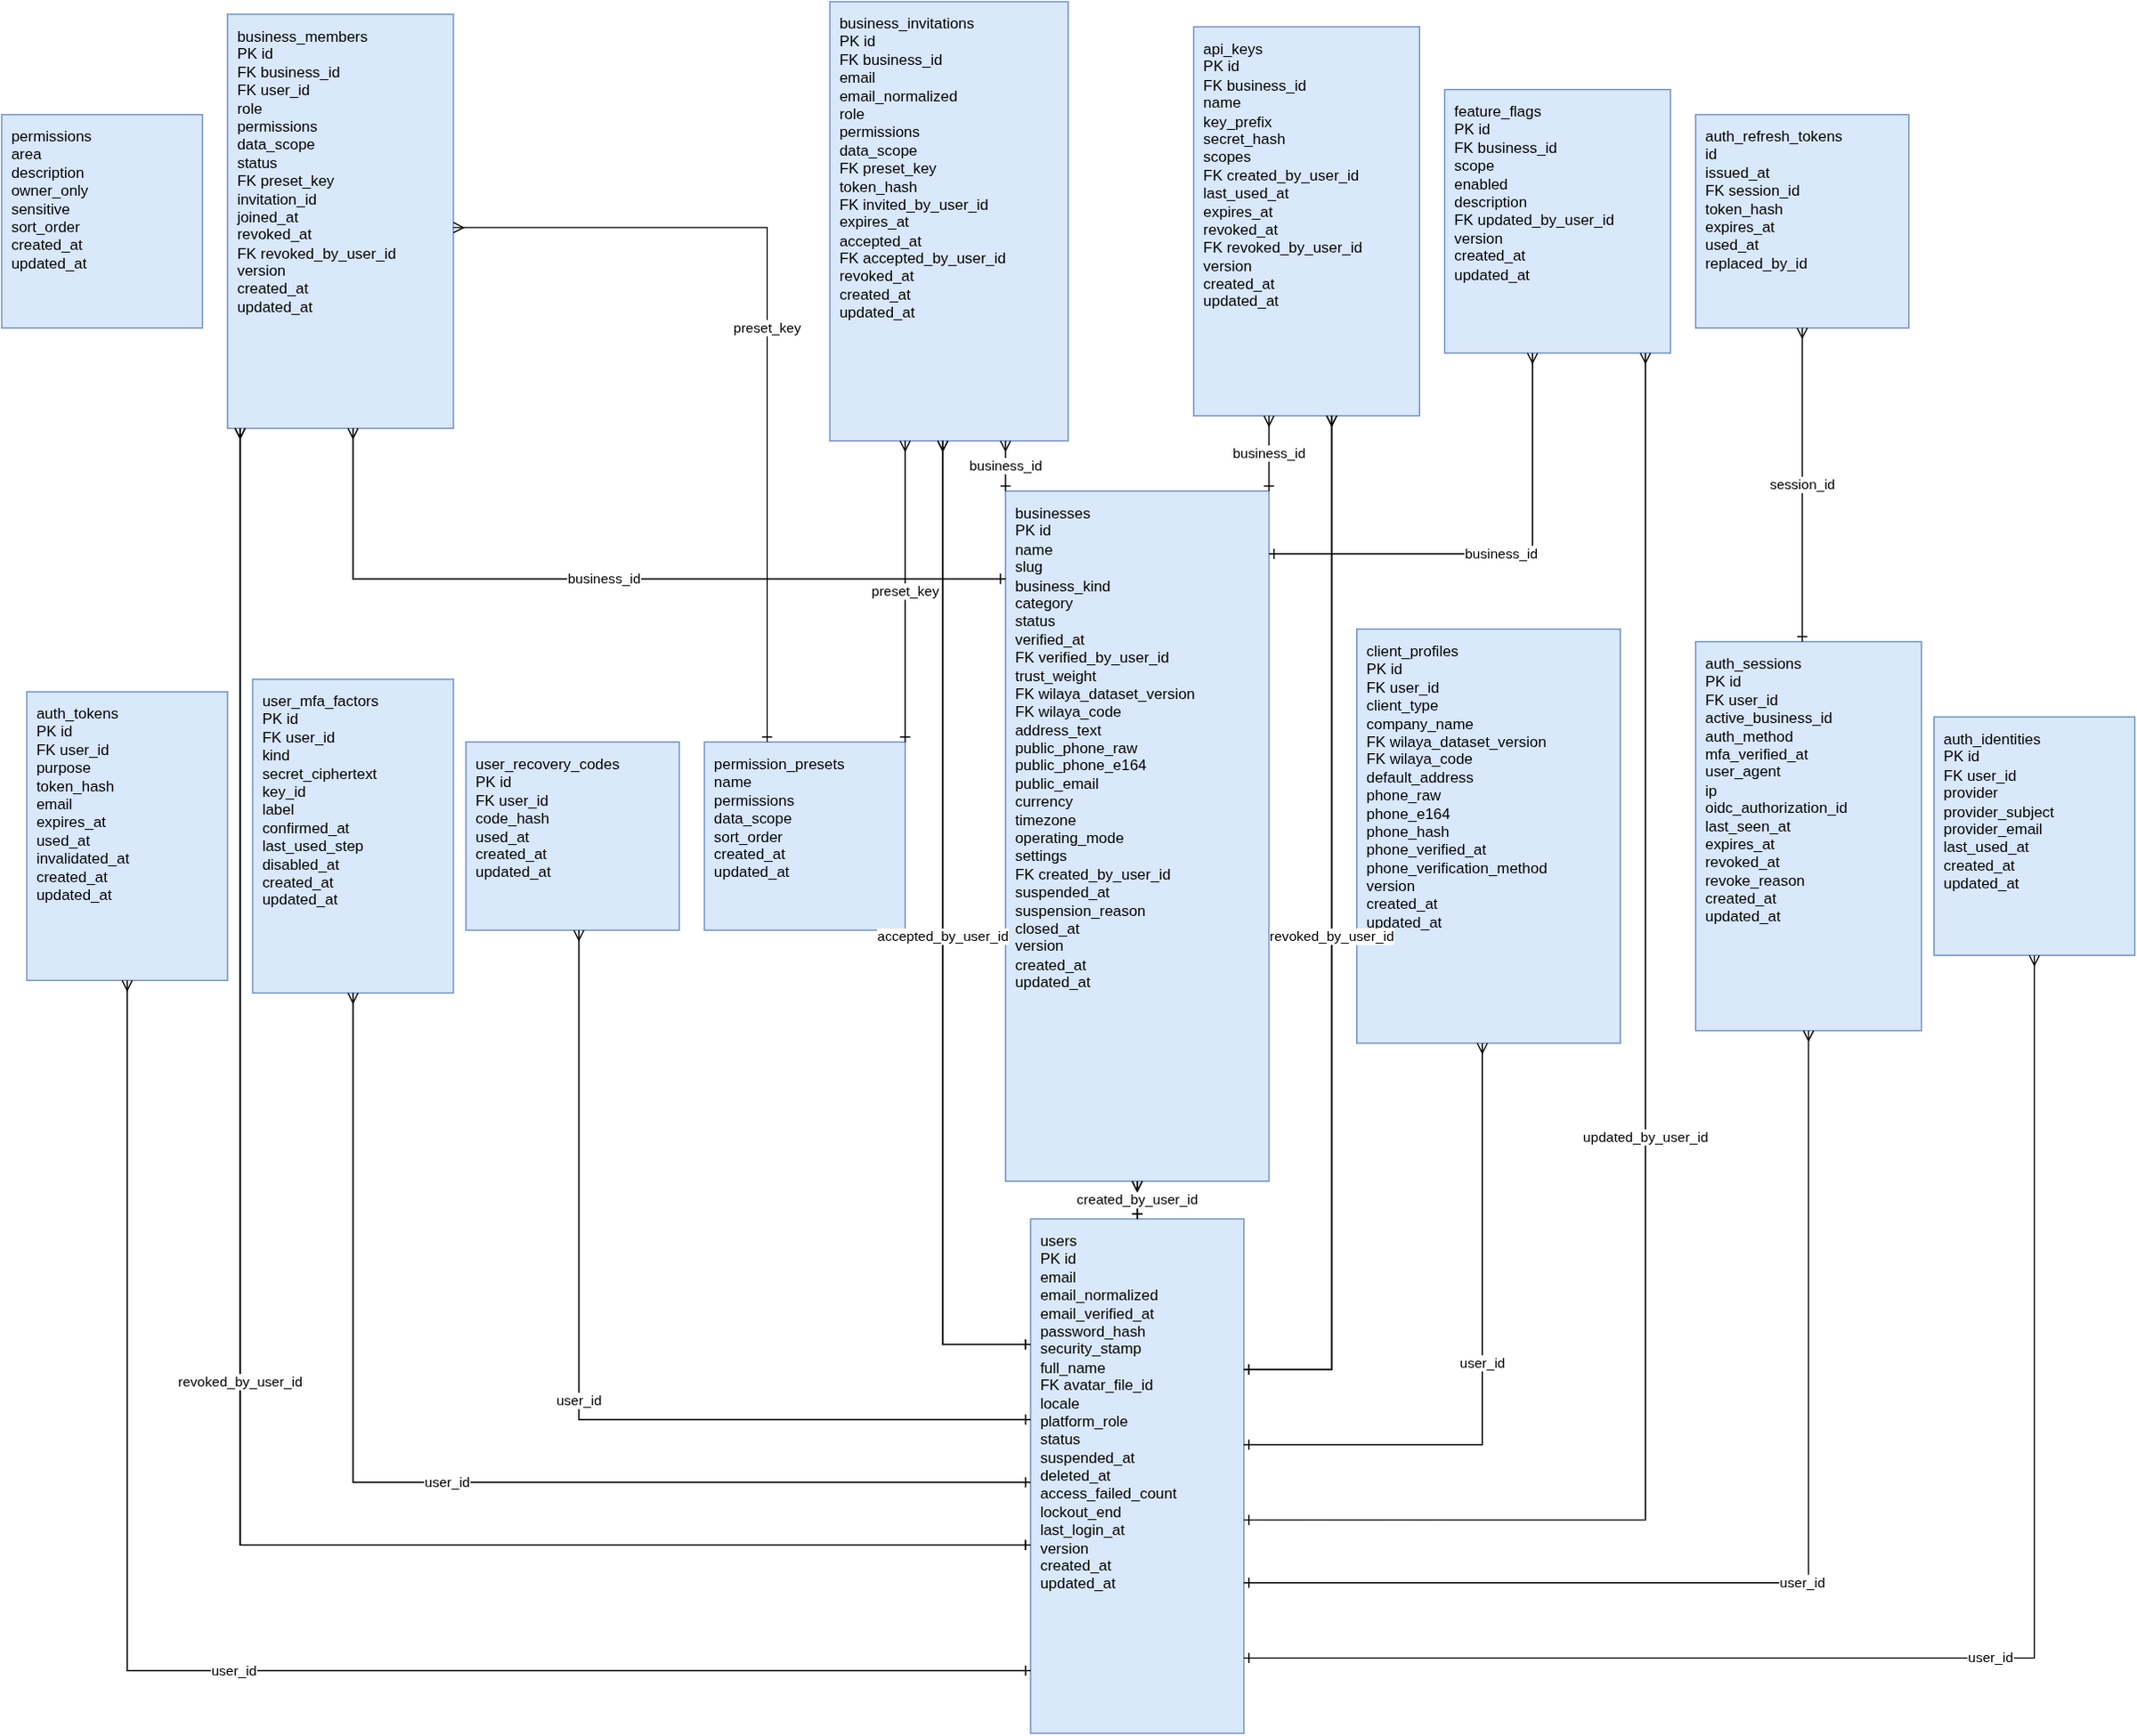 permissions
area
description
owner_only
sensitive
sort_order
created_at
updated_at
business_members
PK id
FK business_id
FK user_id
role
permissions
data_scope
status
FK preset_key
invitation_id
joined_at
revoked_at
FK revoked_by_user_id
version
created_at
updated_at
business_invitations
PK id
FK business_id
email
email_normalized
role
permissions
data_scope
FK preset_key
token_hash
FK invited_by_user_id
expires_at
accepted_at
FK accepted_by_user_id
revoked_at
created_at
updated_at
api_keys
PK id
FK business_id
name
key_prefix
secret_hash
scopes
FK created_by_user_id
last_used_at
expires_at
revoked_at
FK revoked_by_user_id
version
created_at
updated_at
feature_flags
PK id
FK business_id
scope
enabled
description
FK updated_by_user_id
version
created_at
updated_at
auth_refresh_tokens
id
issued_at
FK session_id
token_hash
expires_at
used_at
replaced_by_id
preset_key
business_id
business_id
session_id
business_id
business_id
preset_key
auth_tokens
PK id
FK user_id
purpose
token_hash
email
expires_at
used_at
invalidated_at
created_at
updated_at
user_mfa_factors
PK id
FK user_id
kind
secret_ciphertext
key_id
label
confirmed_at
last_used_step
disabled_at
created_at
updated_at
user_recovery_codes
PK id
FK user_id
code_hash
used_at
created_at
updated_at
permission_presets
name
permissions
data_scope
sort_order
created_at
updated_at
businesses
PK id
name
slug
business_kind
category
status
verified_at
FK verified_by_user_id
trust_weight
FK wilaya_dataset_version
FK wilaya_code
address_text
public_phone_raw
public_phone_e164
public_email
currency
timezone
operating_mode
settings
FK created_by_user_id
suspended_at
suspension_reason
closed_at
version
created_at
updated_at
client_profiles
PK id
FK user_id
client_type
company_name
FK wilaya_dataset_version
FK wilaya_code
default_address
phone_raw
phone_e164
phone_hash
phone_verified_at
phone_verification_method
version
created_at
updated_at
auth_sessions
PK id
FK user_id
active_business_id
auth_method
mfa_verified_at
user_agent
ip
oidc_authorization_id
last_seen_at
expires_at
revoked_at
revoke_reason
created_at
updated_at
auth_identities
PK id
FK user_id
provider
provider_subject
provider_email
last_used_at
created_at
updated_at
accepted_by_user_id
revoked_by_user_id
updated_by_user_id
created_by_user_id
users
PK id
email
email_normalized
email_verified_at
password_hash
security_stamp
full_name
FK avatar_file_id
locale
platform_role
status
suspended_at
deleted_at
access_failed_count
lockout_end
last_login_at
version
created_at
updated_at
user_id
revoked_by_user_id
user_id
user_id
user_id
user_id
user_id